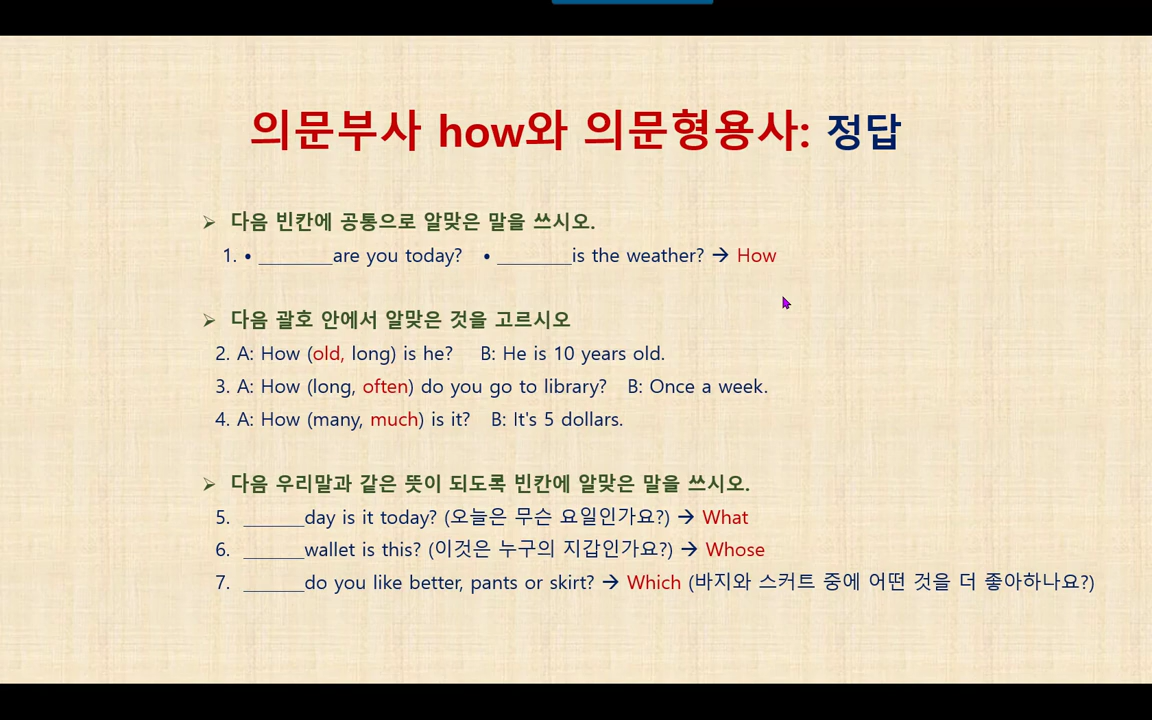 의문부사 how와 의문형용사: 정답
➢ 다음 빈칸에 공통으로 알맞은 말을 쓰시오.
1. • ________are you today? • ________is the weather? → How
➢ 다음 괄호 안에서 알맞은 것을 고르시오
2. A: How (old, long) is he? B: He is 10 years old.
3. A: How (long, often) do you go to library? B: Once a week.
4. A: How (many, much) is it? B: It's 5 dollars.
➢ 다음 우리말과 같은 뜻이 되도록 빈칸에 알맞은 말을 쓰시오.
5. ______day is it today? (오늘은 무슨 요일인가요?) → What
6. ______wallet is this? (이것은 누구의 지갑인가요?) → Whose
7. ______do you like better, pants or skirt? → Which (바지와 스커트 중에 어떤 것을 더 좋아하나요?)